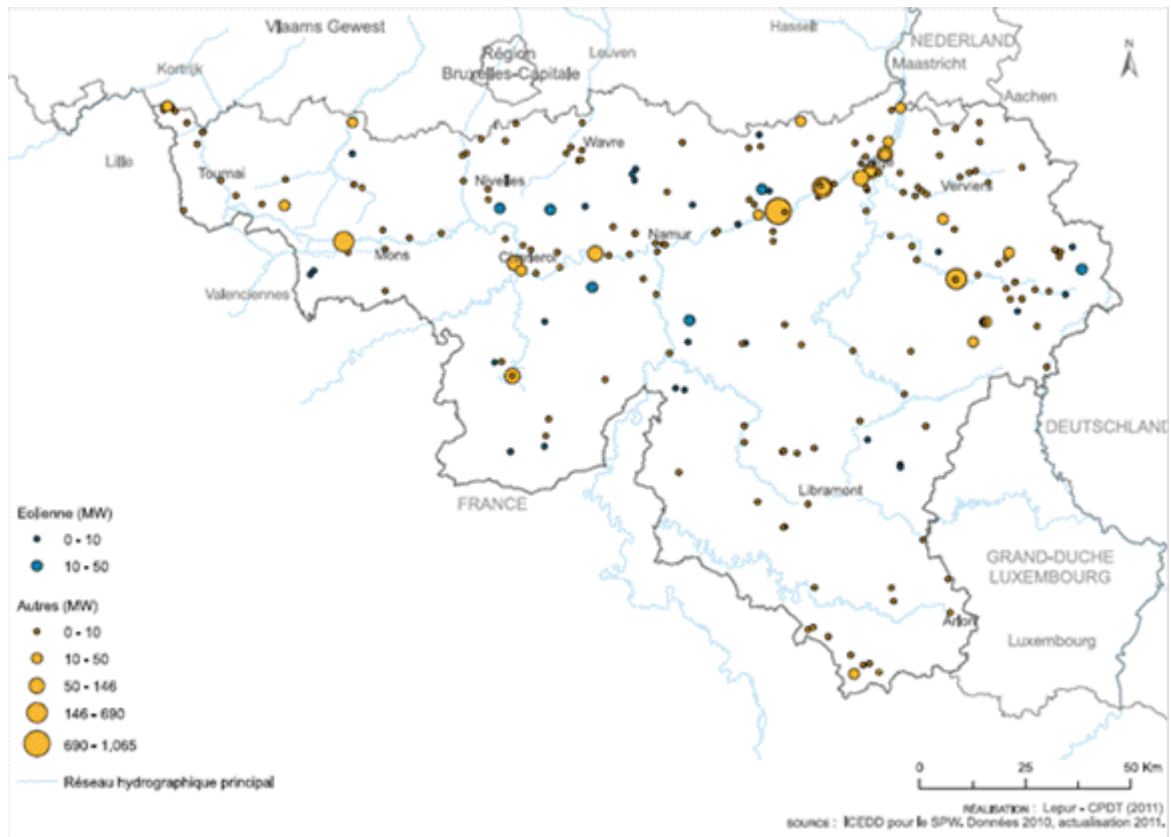 Hasselt
Vlaams Gewest
NEDERLAND
N
Région
Bruxelles-Capitale
Leuven
Kortrijk
Maastricht
Aachen
Lille
Wavre
Tournai
Nivelles
Verviers
Namur
Mons
Valenciennes
DEUTSCHLAND
FRANCE
Libramont
GRAND-DUCHE
LUXEMBOURG
Arlon
Luxembourg
Eolienne (MW)
0 - 10
10 - 50
Autres (MW)
0 - 10
10 - 50
50 - 146
146 - 690
690 - 1,065
Réseau hydrographique principal
0 25 50 Km
RÉALISATION : Lepur - CPDT (2011)
SOURCE : ICEDD pour le SPW. Données 2010, actualisation 2011.